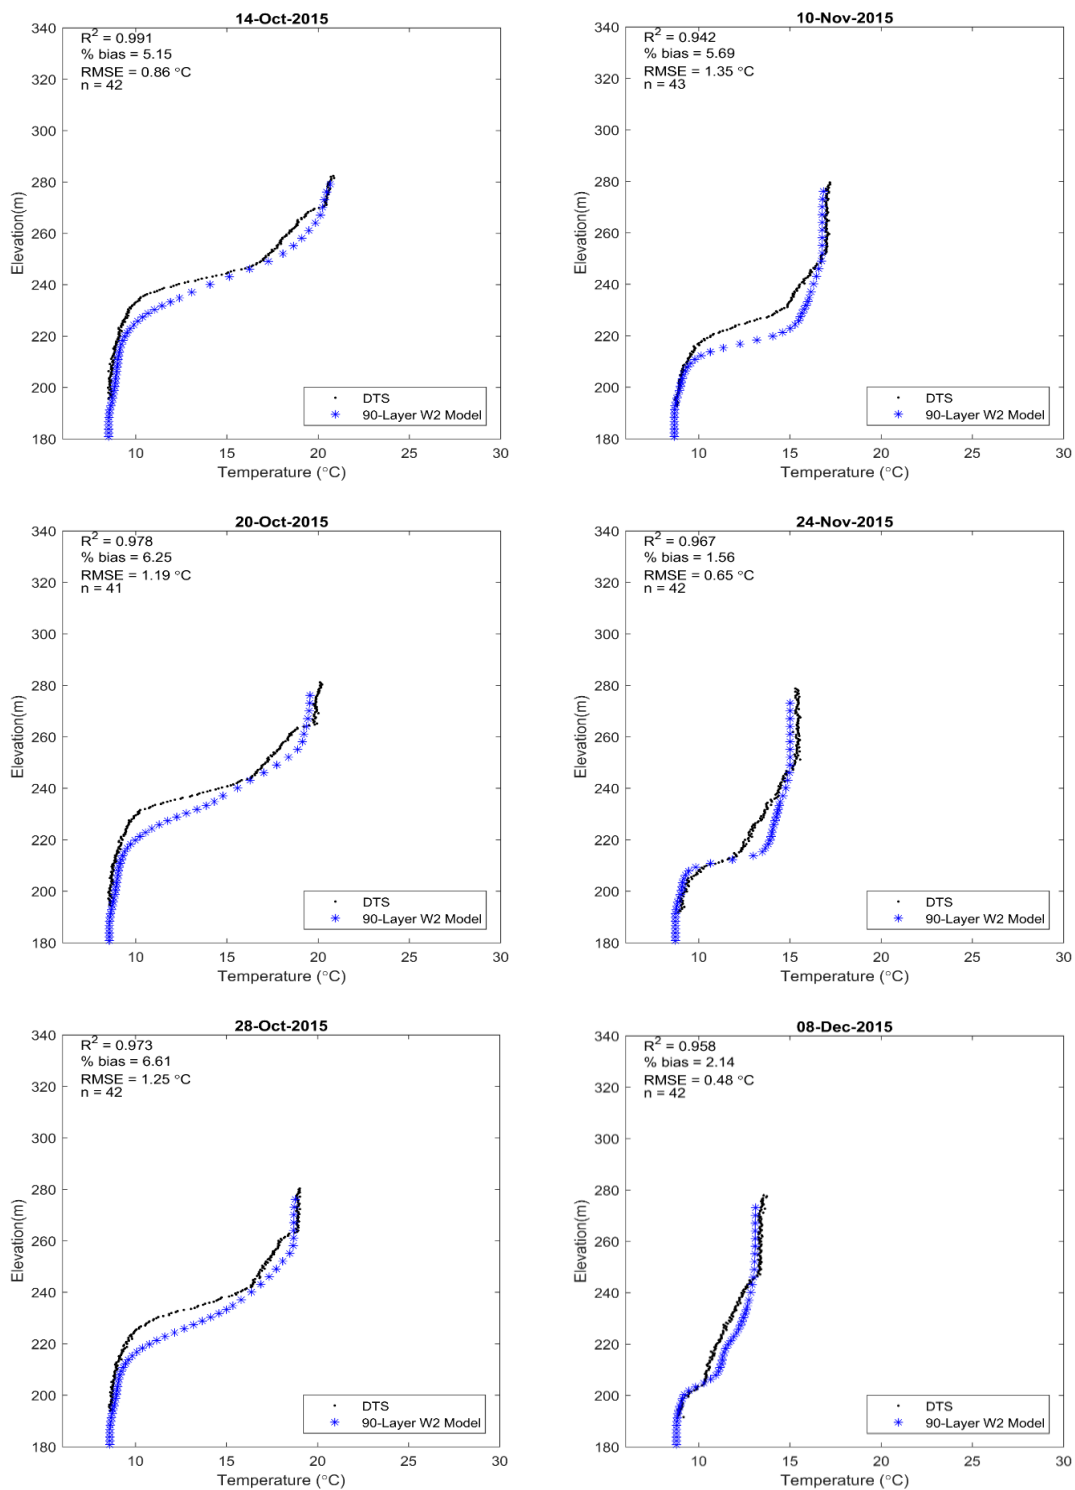 14-Oct-2015
R² = 0.991
% bias = 5.15
RMSE = 0.86 °C
n = 42
340
320
300
280
260
240
220
200
180
Elevation(m)
DTS
90-Layer W2 Model
10 15 20 25 30
Temperature (°C)
10-Nov-2015
R² = 0.942
% bias = 5.69
RMSE = 1.35 °C
n = 43
340
320
300
280
260
240
220
200
180
Elevation(m)
DTS
90-Layer W2 Model
10 15 20 25 30
Temperature (°C)
20-Oct-2015
R² = 0.978
% bias = 6.25
RMSE = 1.19 °C
n = 41
340
320
300
280
260
240
220
200
180
Elevation(m)
DTS
90-Layer W2 Model
10 15 20 25 30
Temperature (°C)
24-Nov-2015
R² = 0.967
% bias = 1.56
RMSE = 0.65 °C
n = 42
340
320
300
280
260
240
220
200
180
Elevation(m)
DTS
90-Layer W2 Model
10 15 20 25 30
Temperature (°C)
28-Oct-2015
R² = 0.973
% bias = 6.61
RMSE = 1.25 °C
n = 42
340
320
300
280
260
240
220
200
180
Elevation(m)
DTS
90-Layer W2 Model
10 15 20 25 30
Temperature (°C)
08-Dec-2015
R² = 0.958
% bias = 2.14
RMSE = 0.48 °C
n = 42
340
320
300
280
260
240
220
200
180
Elevation(m)
DTS
90-Layer W2 Model
10 15 20 25 30
Temperature (°C)